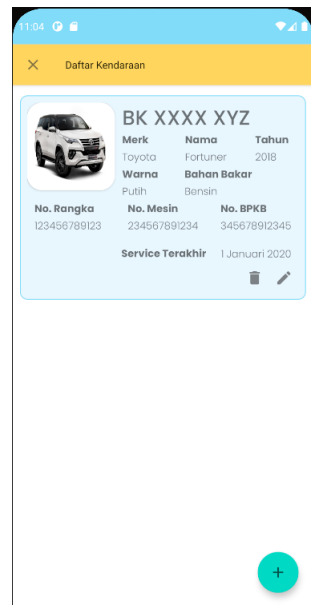 11:04
Daftar Kendaraan
BK XXXX XYZ
Merk Nama Tahun
Toyota Fortuner 2018
Warna Bahan Bakar
Putih Bensin
No. Rangka No. Mesin No. BPKB
123456789123 234567891234 345678912345
Service Terakhir 1 Januari 2020